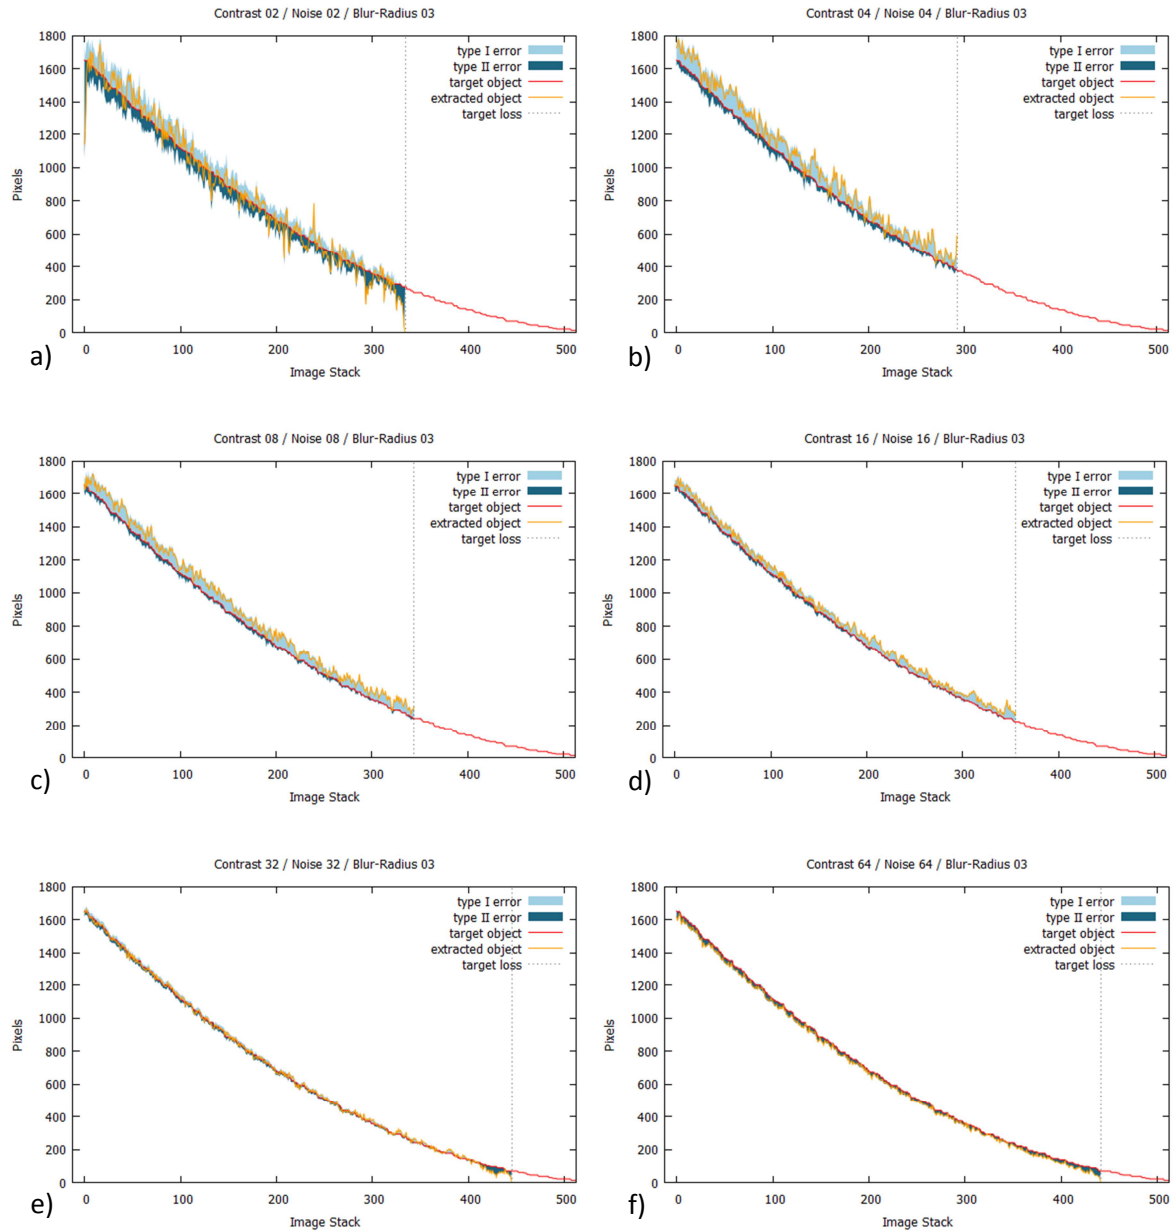 Contrast 02 / Noise 02 / Blur-Radius 03
1800
1600
1400
1200
1000
800
600
400
200
0
Pixels
type I error
type II error
target object
extracted object
target loss
0 100 200 300 400 500
Image Stack
a)
Contrast 04 / Noise 04 / Blur-Radius 03
1800
1600
1400
1200
1000
800
600
400
200
0
Pixels
type I error
type II error
target object
extracted object
target loss
0 100 200 300 400 500
Image Stack
b)
Contrast 08 / Noise 08 / Blur-Radius 03
1800
1600
1400
1200
1000
800
600
400
200
0
Pixels
type I error
type II error
target object
extracted object
target loss
0 100 200 300 400 500
Image Stack
c)
Contrast 16 / Noise 16 / Blur-Radius 03
1800
1600
1400
1200
1000
800
600
400
200
0
Pixels
type I error
type II error
target object
extracted object
target loss
0 100 200 300 400 500
Image Stack
d)
Contrast 32 / Noise 32 / Blur-Radius 03
1800
1600
1400
1200
1000
800
600
400
200
0
Pixels
type I error
type II error
target object
extracted object
target loss
0 100 200 300 400 500
Image Stack
e)
Contrast 64 / Noise 64 / Blur-Radius 03
1800
1600
1400
1200
1000
800
600
400
200
0
Pixels
type I error
type II error
target object
extracted object
target loss
0 100 200 300 400 500
Image Stack
f)